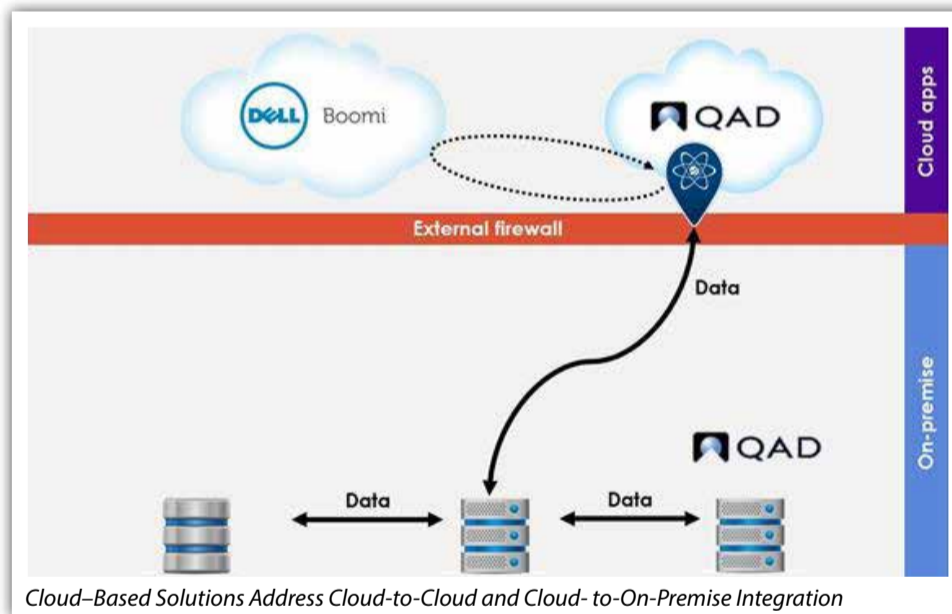 DELL Boomi
QAD
Cloud apps
External firewall
Data
On-premise
QAD
Data
Data
Cloud–Based Solutions Address Cloud-to-Cloud and Cloud- to-On-Premise Integration